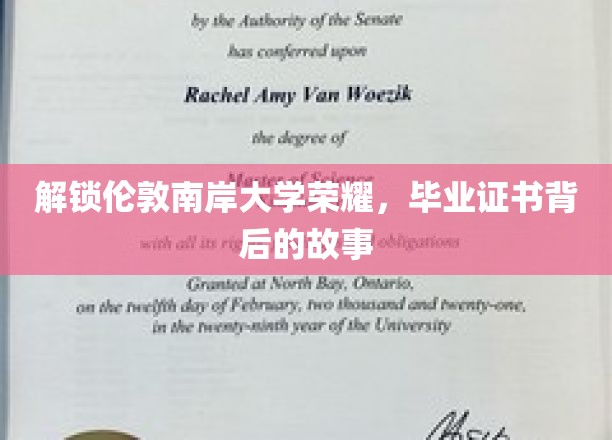 by the Authority of the Senate
has conferred upon
Rachel Amy Van Woezik
the degree of
Master of Science
解锁伦敦南岸大学荣耀，毕业证书背
后的故事
with all its obligations
Granted at North Bay, Ontario,
on the twelfth day of February, two thousand and twenty-one,
in the twenty-ninth year of the University